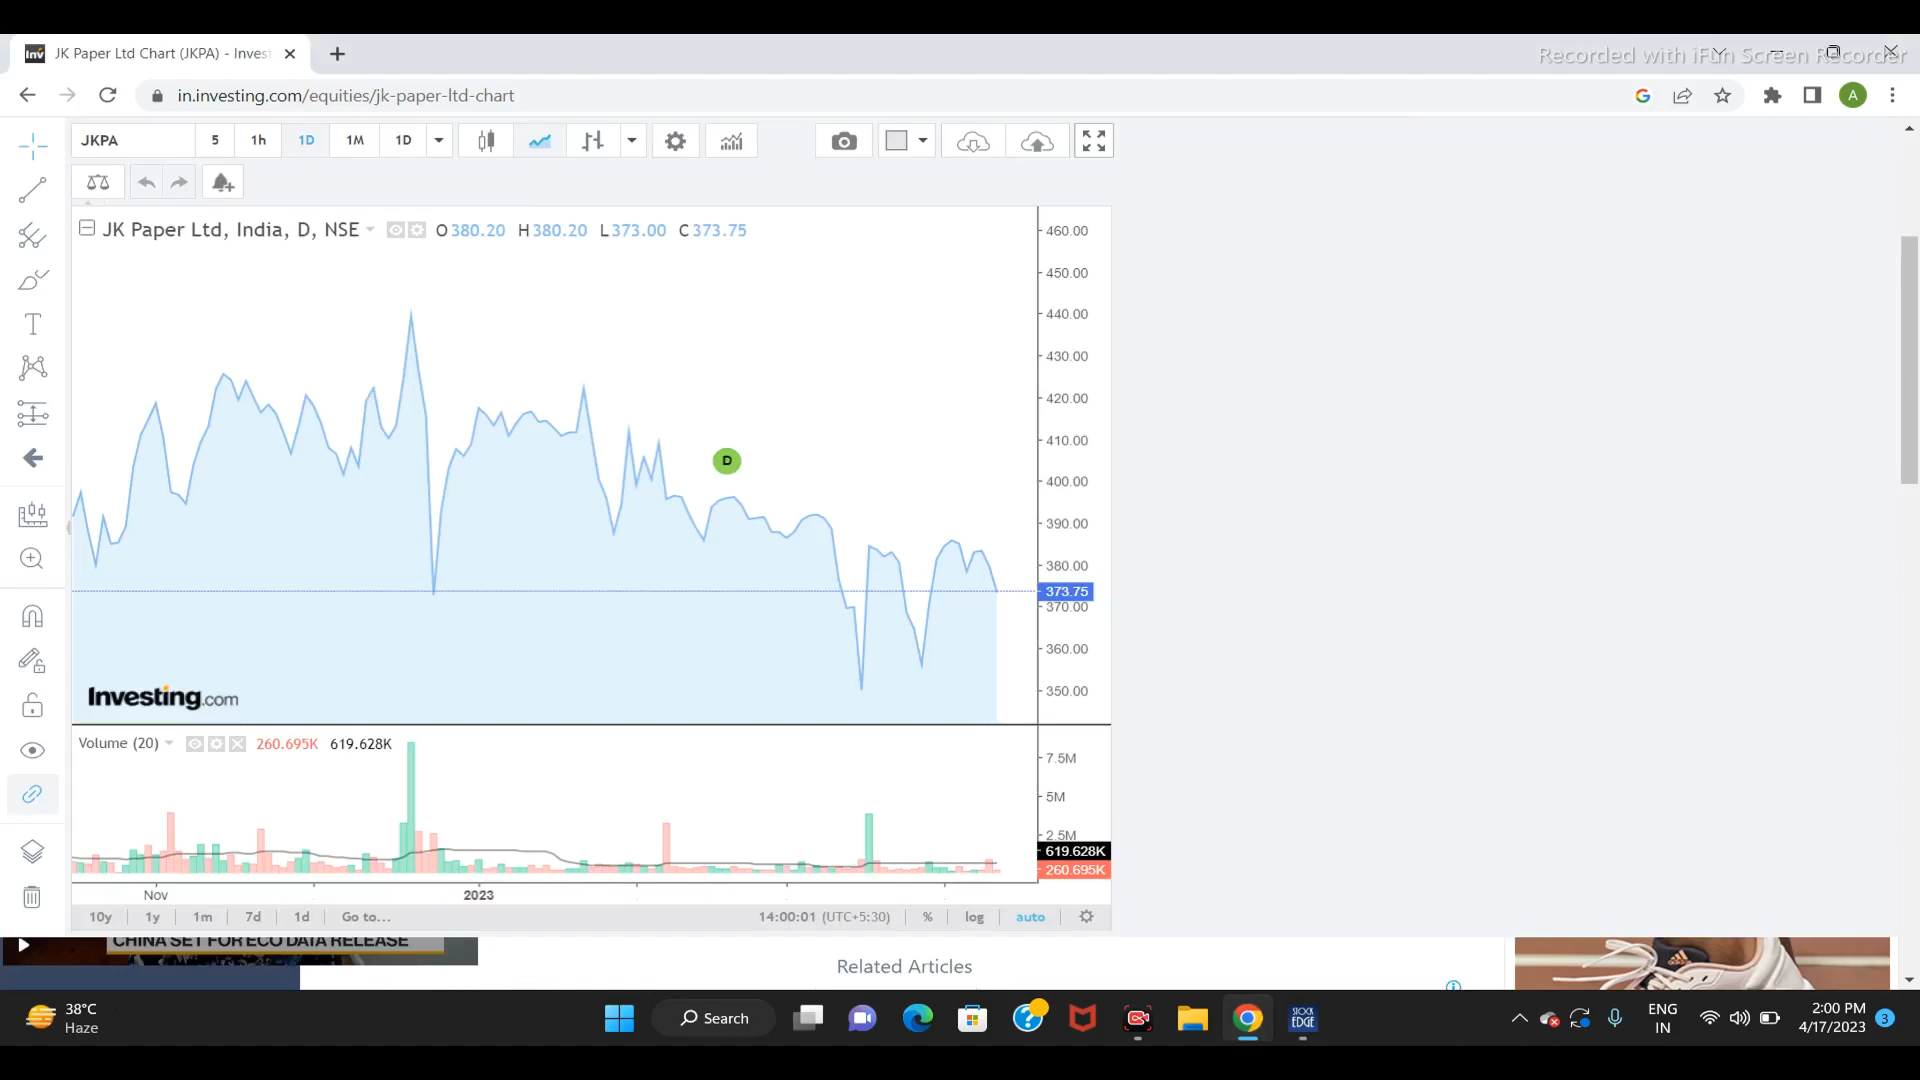 Recorded with iFun Screen Recorder
JK Paper Ltd Chart (JKPA) - Invest
in.investing.com/equities/jk-paper-ltd-chart
A
JKPA 5 1h 1D 1M 1D
JK Paper Ltd, India, D, NSE O380.20 H380.20 L373.00 C373.75
460.00
450.00
440.00
430.00
420.00
410.00
400.00
390.00
380.00
373.75
370.00
360.00
350.00
D
Investing.com
Volume (20) 260.695K 619.628K
7.5M
5M
2.5M
619.628K
260.695K
Nov 2023
10y 1y 1m 7d 1d Go to... 14:00:01 (UTC+5:30) % log auto
CHINA SET FOR ECO DATA RELEASE
Related Articles
38°C
Haze
Search
STOCK
EDGE
ENG
IN
2:00 PM
4/17/2023
3